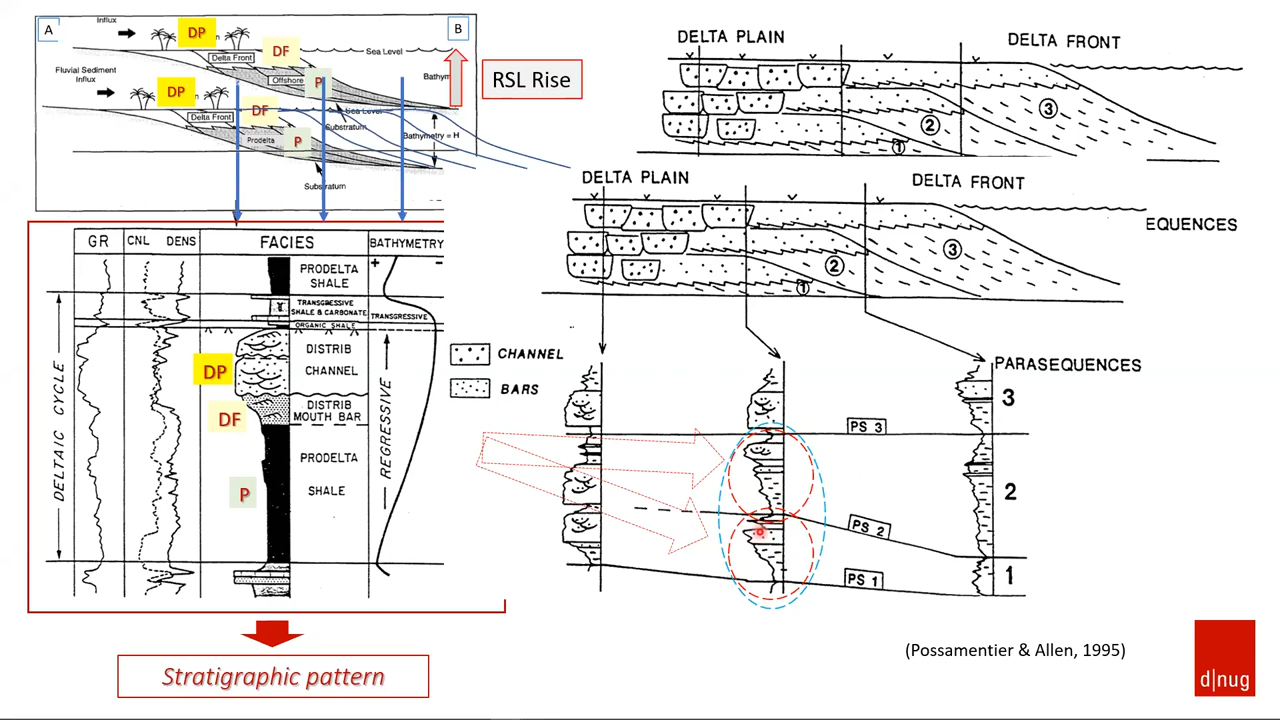 A
B
Influx
DP
n
DF
Sea Level
Delta Front
Fluvial Sediment
Influx
Offshore
P
Bathym
RSL Rise
DP
n
DF
Sea Level
Delta Front
Substratum
Bathymetry = H
Prodelta
P
Substratum
DELTA PLAIN
DELTA FRONT
1
2
3
DELTA PLAIN
DELTA FRONT
EQUENCES
1
2
3
GR
CNL
DENS
FACIES
BATHYMETRY
+
-
PRODELTA
SHALE
TRANSGRESSIVE
SHALE & CARBONATE
TRANSGRESSIVE
ORGANIC SHALE
DISTRIB
CHANNEL
DP
DISTRIB
MOUTH BAR
DF
PRODELTA
SHALE
P
DELTAIC CYCLE
REGRESSIVE
CHANNEL
BARS
PARASEQUENCES
3
PS 3
2
PS 2
1
PS 1
Stratigraphic pattern
(Possamentier & Allen, 1995)
d|nug